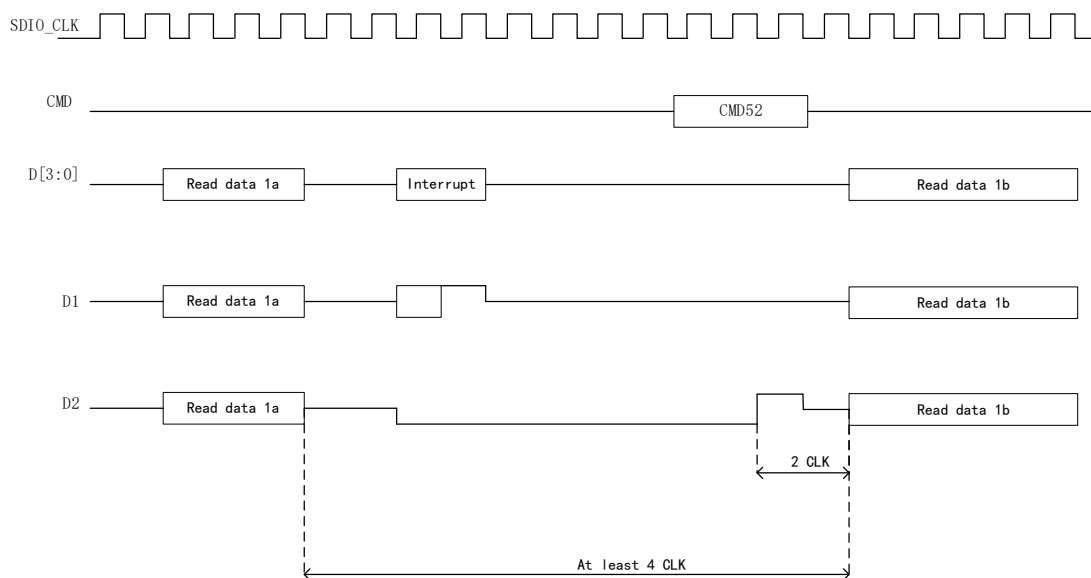 SDIO_CLK
CMD
CMD52
D[3:0]
Read data 1a
Interrupt
Read data 1b
D1
Read data 1a
Read data 1b
D2
Read data 1a
Read data 1b
2 CLK
At least 4 CLK